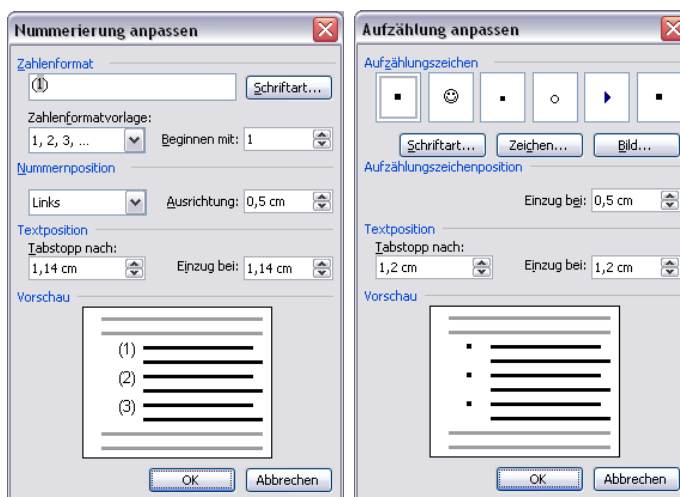 Nummerierung anpassen
Zahlenformat
(1)
Schriftart...
Zahlenformatvorlage:
1, 2, 3, ...
Beginnen mit: 1
Nummernposition
Links
Ausrichtung: 0,5 cm
Textposition
Tabstopp nach:
1,14 cm
Einzug bei: 1,14 cm
Vorschau
(1)
(2)
(3)
OK
Abbrechen
Aufzählung anpassen
Aufzählungszeichen
Schriftart...
Zeichen...
Bild...
Aufzählungszeichenposition
Einzug bei: 0,5 cm
Textposition
Tabstopp nach:
1,2 cm
Einzug bei: 1,2 cm
Vorschau
OK
Abbrechen